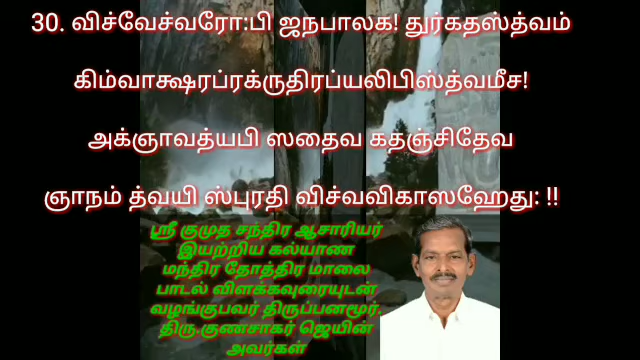 30. விச்வேச்வரோ:பி ஜநபாலக! துர்கதஸ்த்வம்
கிம்வாக்ஷரப்ரக்ருதிரப்யலிபிஸ்த்வமீச!
அக்ஞாவத்யபி ஸதைவ கதஞ்சிதேவ
ஞாநம் த்வயி ஸ்புரதி விச்வவிகாஸஹேது: !!
ஸ்ரீ குமுத சந்திர ஆசாரியர்
இயற்றிய கல்யாண
மந்திர தோத்திர மாலை
பாடல் விளக்கவுரையுடன்
வழங்குபவர் திருப்பனமூர்.
திரு.குணசாகர் ஜெயின்
அவர்கள்